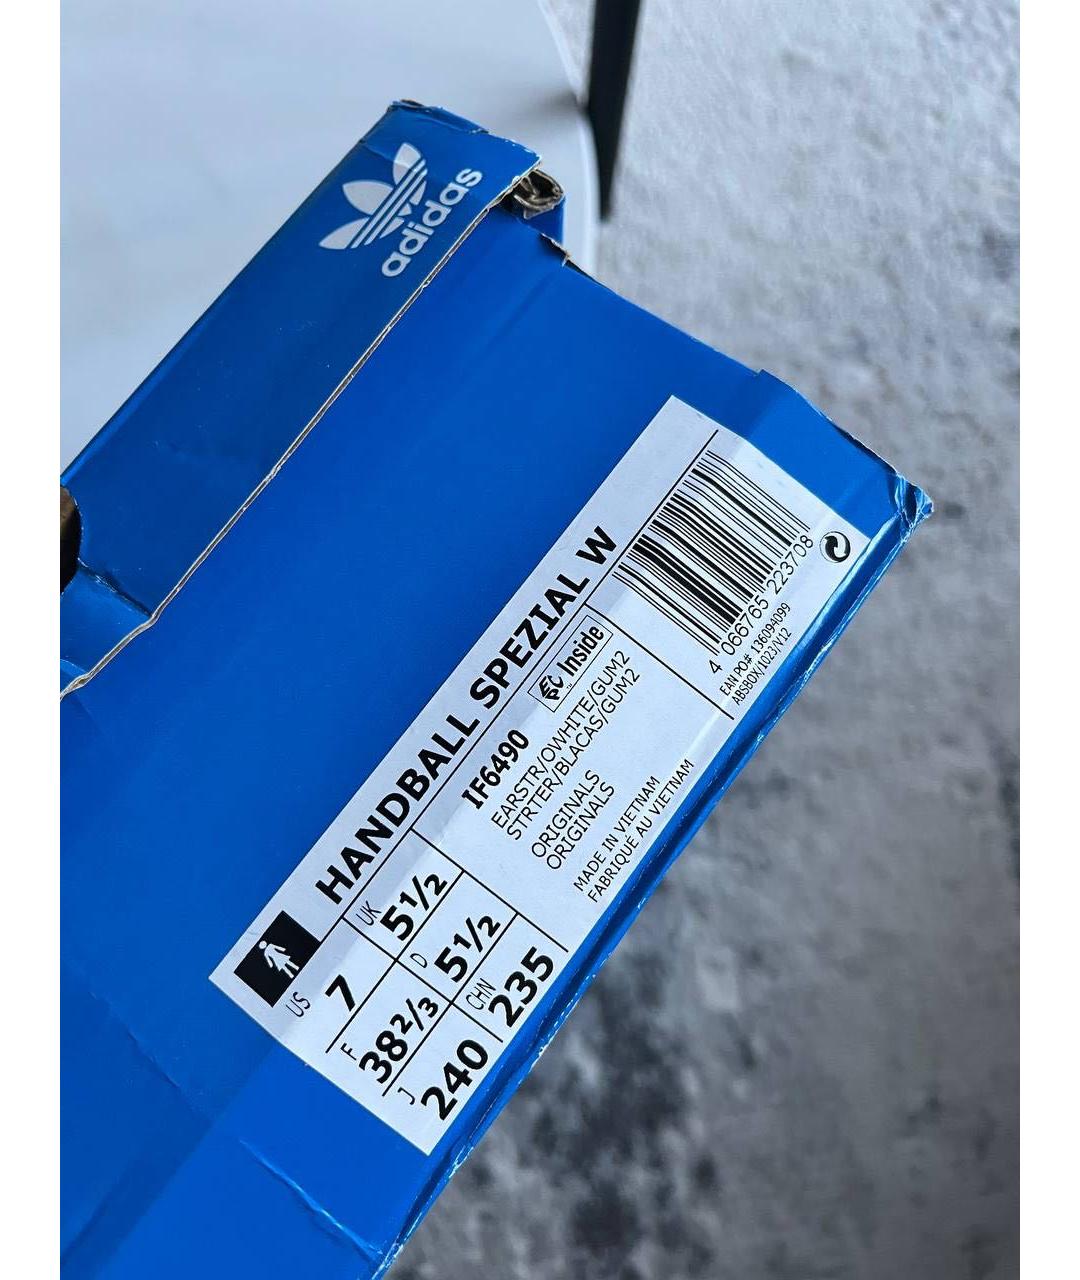 adidas
HANDBALL SPEZIAL W
IF6490
Inside
EARSTR/OWHITE/GUM2
STRTER/BLACAS/GUM2
ORIGINALS
ORIGINALS
MADE IN VIETNAM
FABRIQUÉ AU VIETNAM
4 066765 223708
EAN PO# 136094099
ABSBOX/1023/V12
US 7
UK 5½
F 38⅔
D 5½
J 240
CHN 235